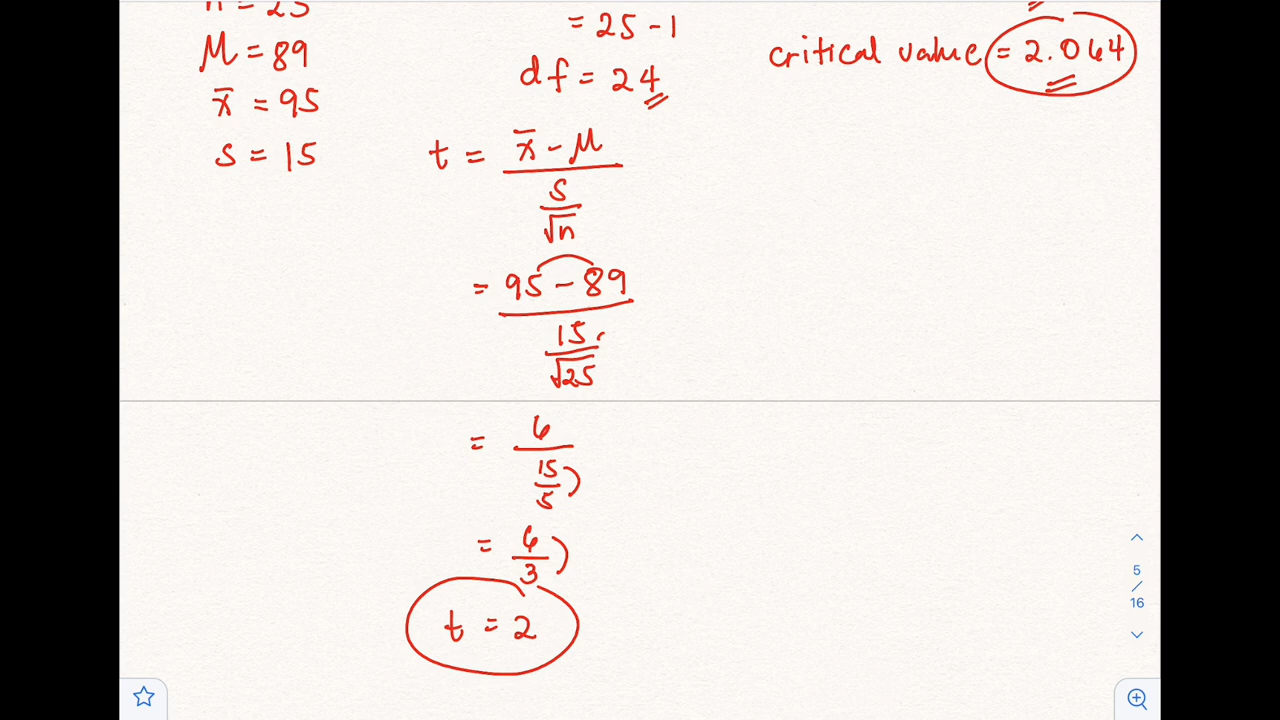 n = 25
M = 89
x̄ = 95
s = 15
= 25 - 1
df = 24
t = x̄ - M
s
√n
= 95 - 89
15
√25
= 6
15
5
= 6
3
t = 2
critical value = 2.064
5
/
16